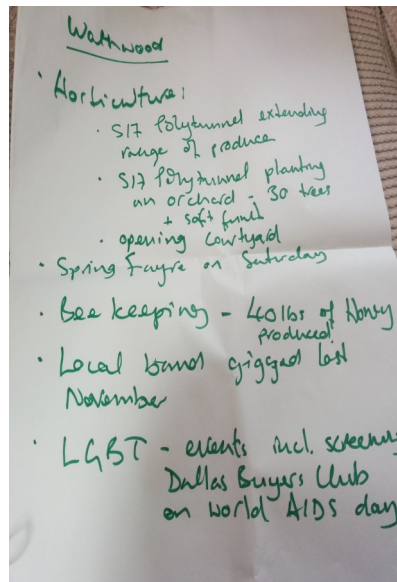 Wathwood
· Horticulture:
· S17 Polytunnel extending
range of produce
· S17 Polytunnel planting
an orchard - 30 trees
+ soft fruit
· opening courtyard
· Spring Fayre on Saturday
· Bee keeping - 40lbs of Honey
produced
· Local band gigged last
November
· LGBT - events incl. screening
Dallas Buyers Club
on world AIDS day